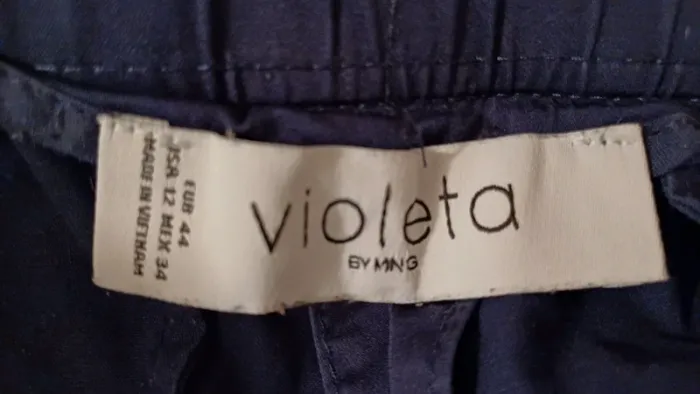 violeta
BY MNG
EUR 44
USA 12 MEX 34
MADE IN VIETNAM